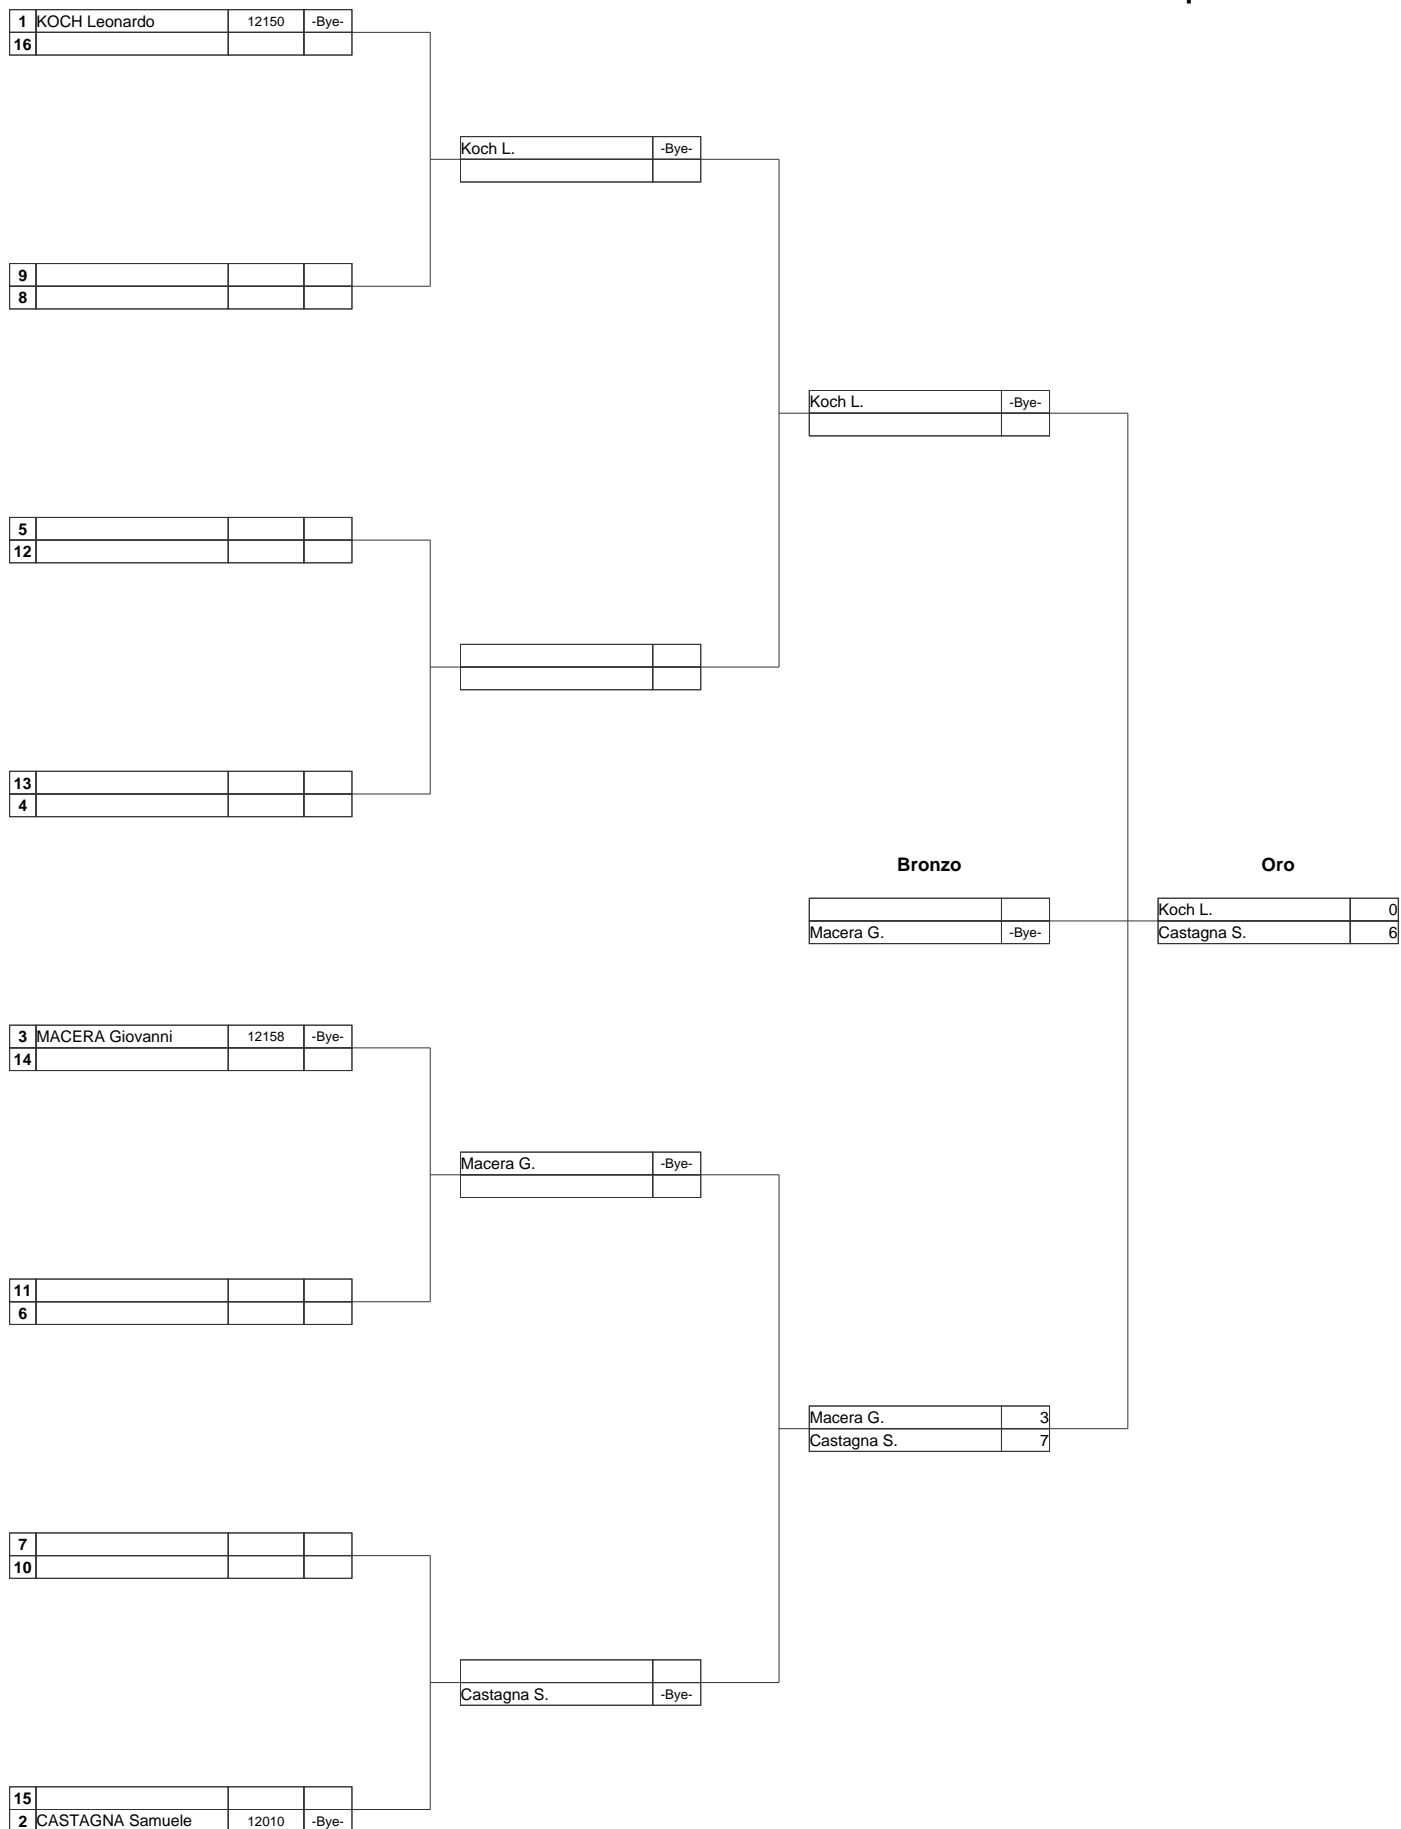 1 KOCH Leonardo 12150 -Bye-
16
Koch L. -Bye-
9
8
Koch L. -Bye-
5
12
13
4
Bronzo Oro
Koch L. 0
Macera G. -Bye- Castagna S. 6
3 MACERA Giovanni 12158 -Bye-
14
Macera G. -Bye-
11
6
Macera G. 3
Castagna S. 7
7
10
Castagna S. -Bye-
15
2 CASTAGNA Samuele 12010 -Bye-